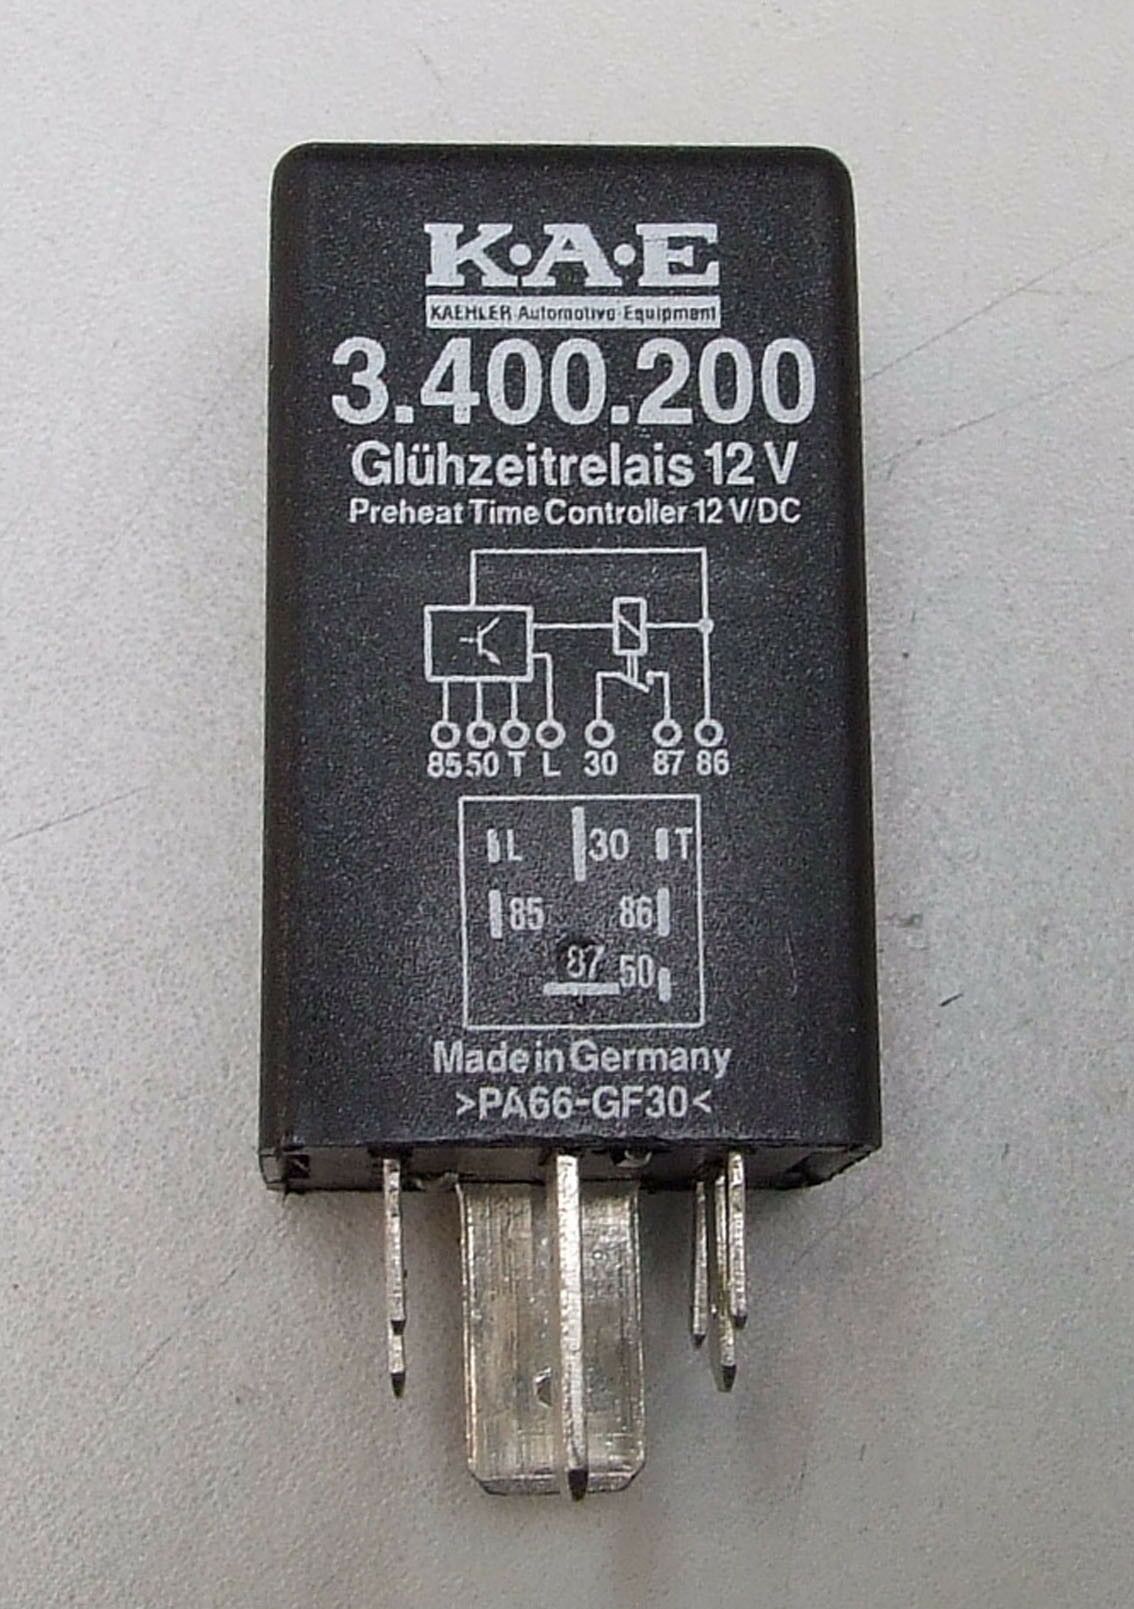 K·A·E
KAEHLER Automotive Equipment
3.400.200
Glühzeitrelais 12 V
Preheat Time Controller 12 V/DC
85 50 T L 30 87 86
L 30 T
85 86
87 50
Made in Germany
>PA66-GF30<